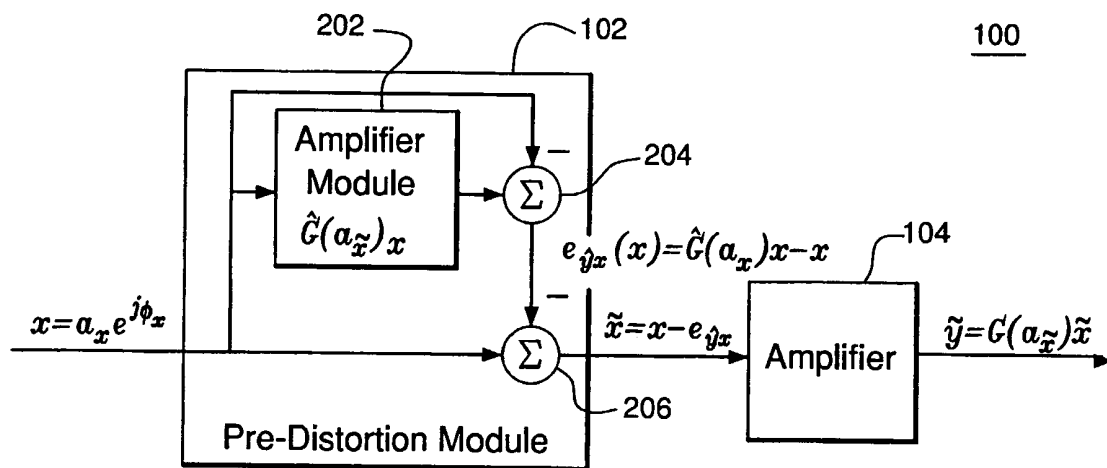 100
102
202
Amplifier
Module
Ĝ(a_x̃)x
−
Σ
204
e_ŷx(x)=Ĝ(a_x)x−x
104
−
x=a_x e^jϕ_x
x̃=x−e_ŷx
ỹ=G(a_x̃)x̃
Σ
Amplifier
206
Pre-Distortion Module